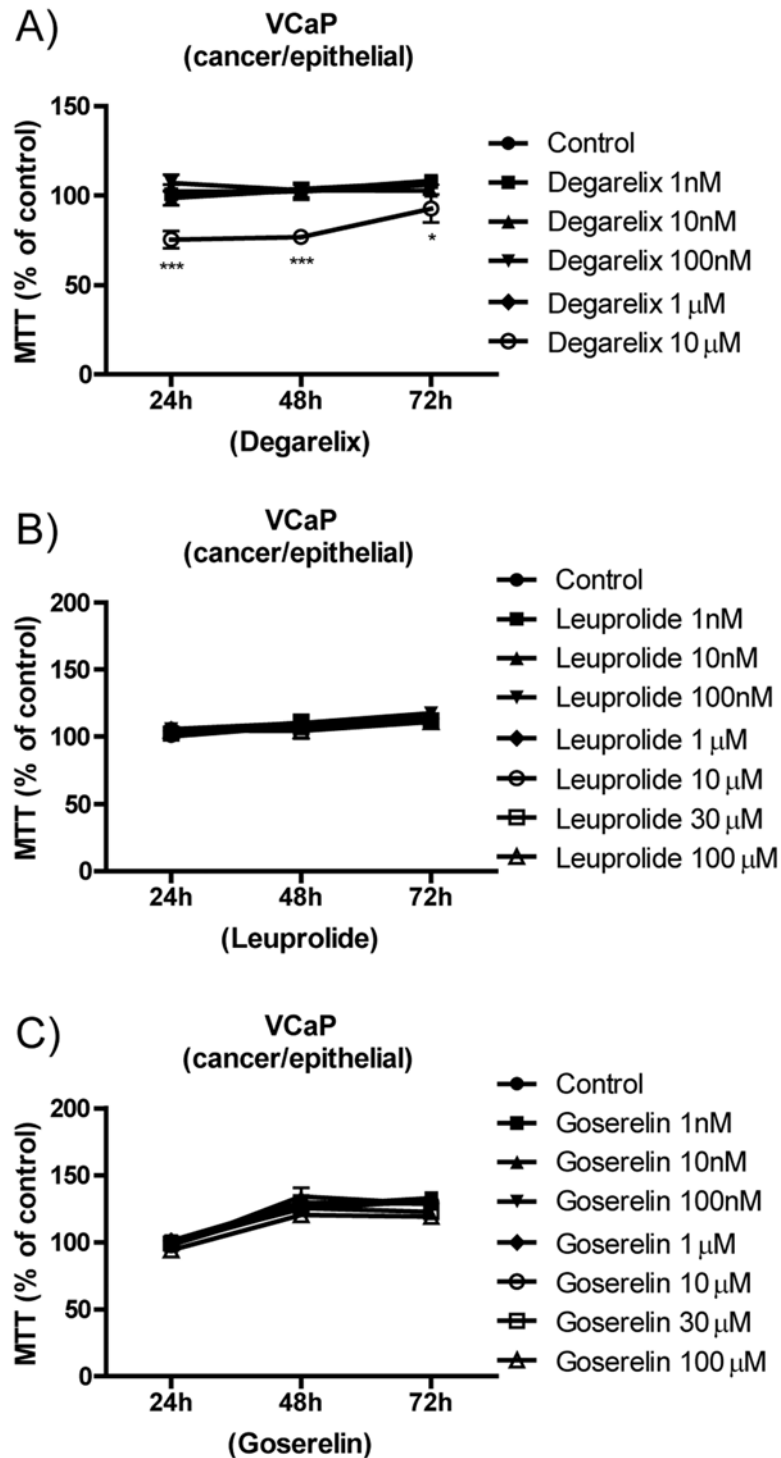 A)
VCaP
(cancer/epithelial)
MTT (% of control)
150
100
50
0
24h 48h 72h
(Degarelix)
*** *** *
Control
Degarelix 1nM
Degarelix 10nM
Degarelix 100nM
Degarelix 1 μM
Degarelix 10 μM
B)
VCaP
(cancer/epithelial)
MTT (% of control)
200
150
100
50
0
24h 48h 72h
(Leuprolide)
Control
Leuprolide 1nM
Leuprolide 10nM
Leuprolide 100nM
Leuprolide 1 μM
Leuprolide 10 μM
Leuprolide 30 μM
Leuprolide 100 μM
C)
VCaP
(cancer/epithelial)
MTT (% of control)
200
150
100
50
0
24h 48h 72h
(Goserelin)
Control
Goserelin 1nM
Goserelin 10nM
Goserelin 100nM
Goserelin 1 μM
Goserelin 10 μM
Goserelin 30 μM
Goserelin 100 μM